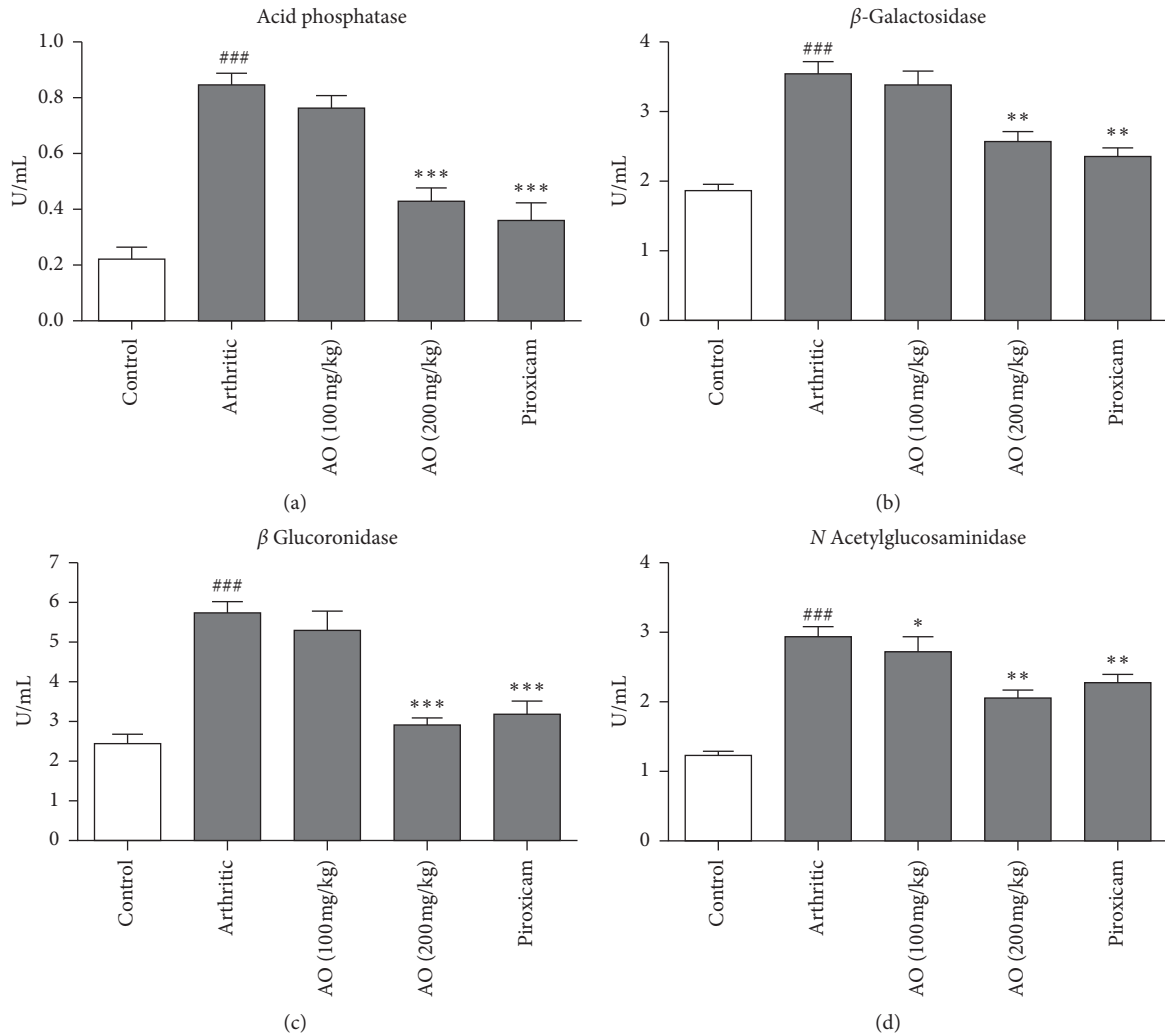 Acid phosphatase
1.0
0.8
0.6
0.4
0.2
0.0
U/mL
###
***
***
Control
Arthritic
AO (100 mg/kg)
AO (200 mg/kg)
Piroxicam
(a)
β-Galactosidase
4
3
2
1
0
U/mL
###
**
**
Control
Arthritic
AO (100 mg/kg)
AO (200 mg/kg)
Piroxicam
(b)
β Glucoronidase
7
6
5
4
3
2
1
0
U/mL
###
***
***
Control
Arthritic
AO (100 mg/kg)
AO (200 mg/kg)
Piroxicam
(c)
N Acetylglucosaminidase
4
3
2
1
0
U/mL
###
*
**
**
Control
Arthritic
AO (100 mg/kg)
AO (200 mg/kg)
Piroxicam
(d)